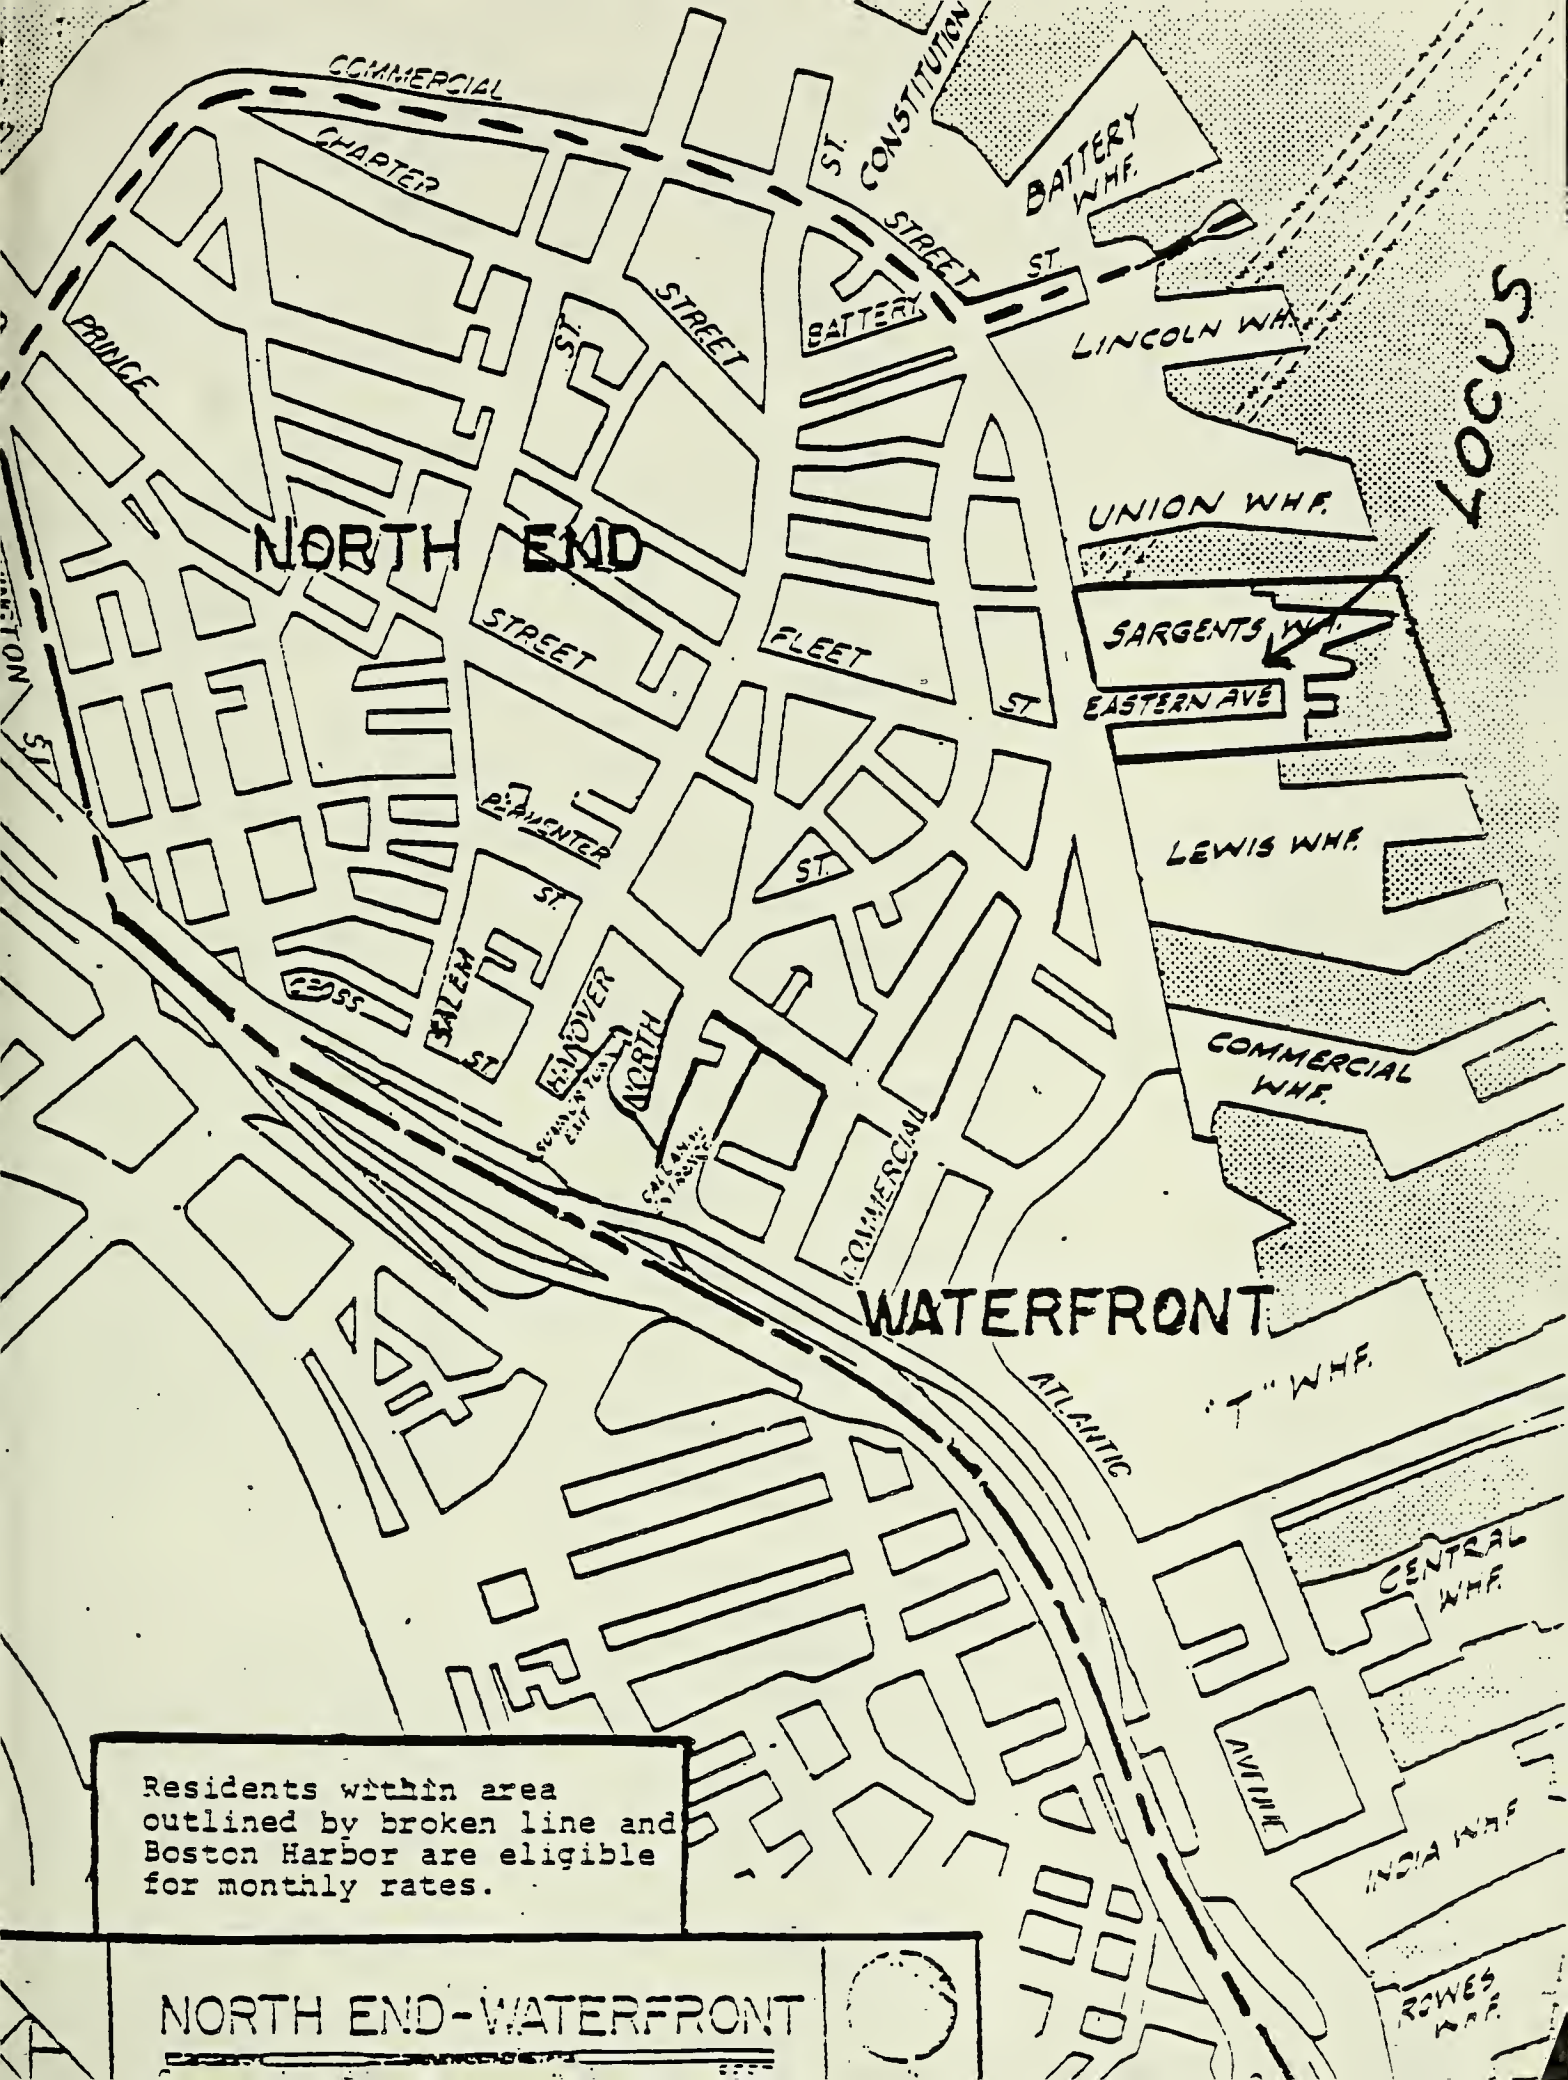 COMMERCIAL
ST.
CONSTITUTION
CHARTER
BATTERY
WHF.
STREET
ST.
BATTERY
LINCOLN WH.
STREET
ST.
PRINCE
LOCUS
UNION WHF.
NORTH END
SARGENTS WH.
STREET
FLEET
ST
EASTERN AVE
ST.
PARMENTER
ST.
LEWIS WHF.
ST.
CROSS
SALEM
ST.
HANOVER
NORTH
EXIT
COMMERCIAL
WHF.
COMMERCIAL
WATERFRONT
ATLANTIC
"T" WHF.
CENTRAL
WHF.
AVENUE
INDIA WHF
ROWES
WHF.
Residents within area
outlined by broken line and
Boston Harbor are eligible
for monthly rates.
NORTH END-WATERFRONT